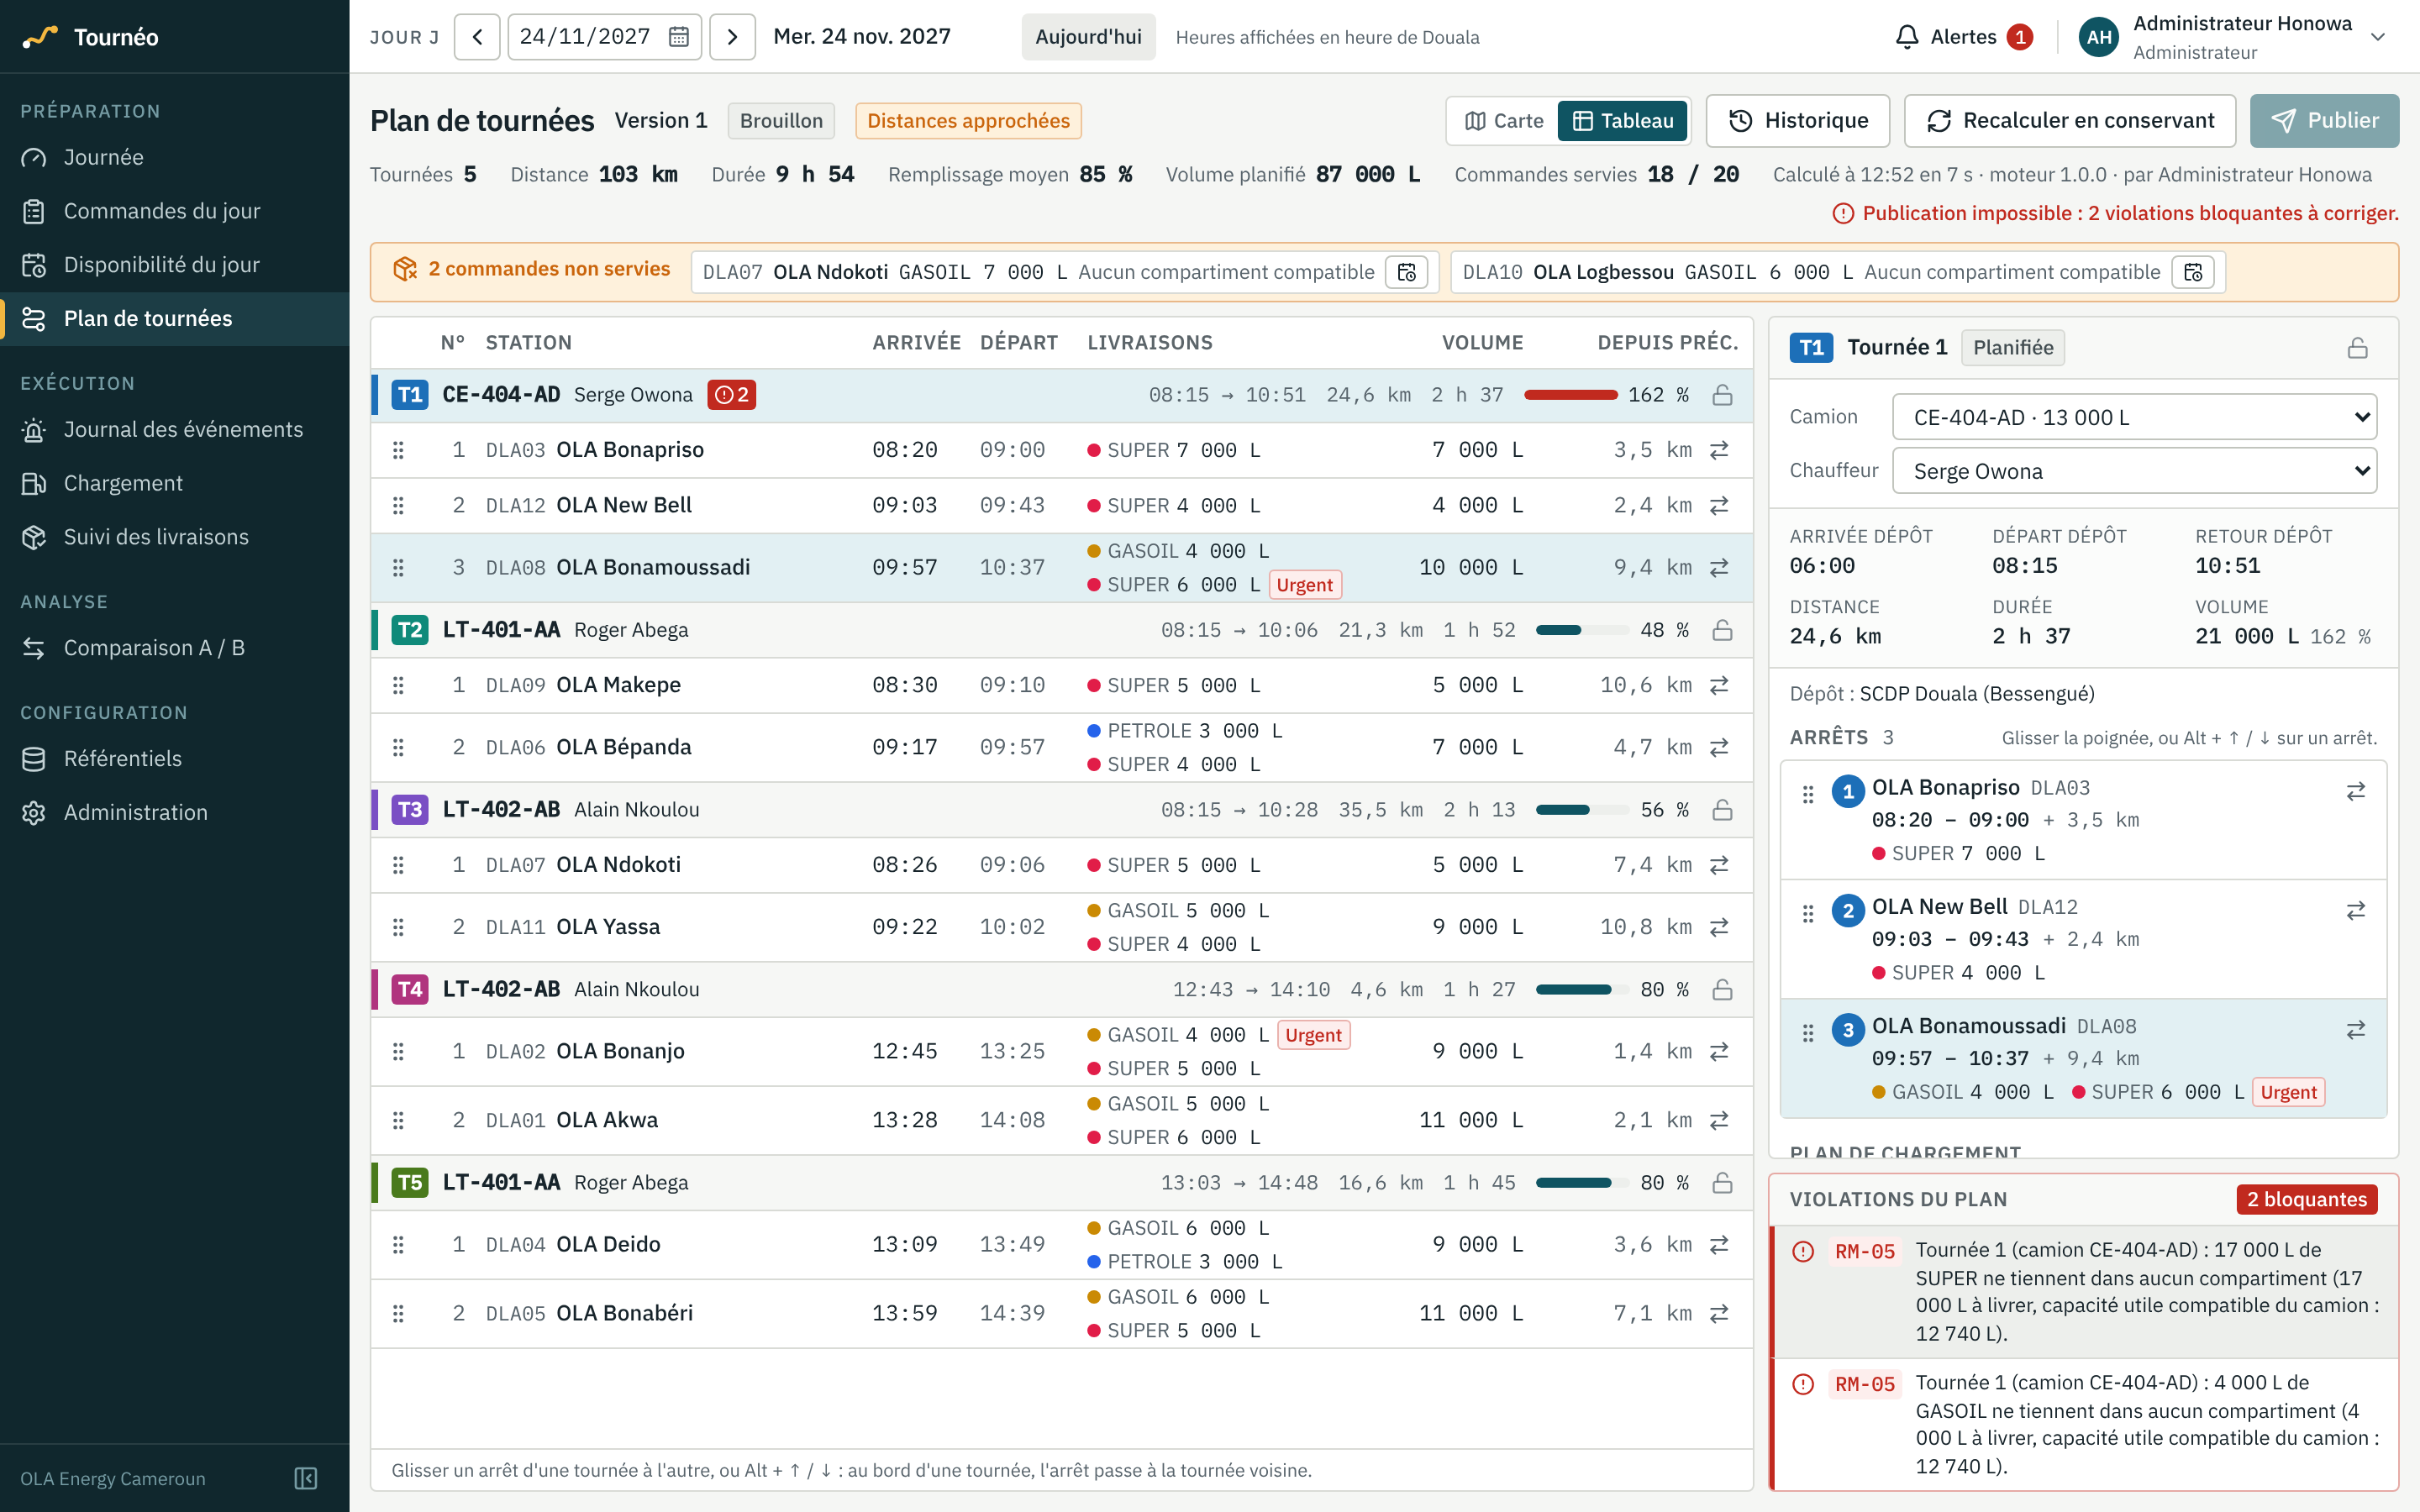 Tournéo
PRÉPARATION
Journée
Commandes du jour
Disponibilité du jour
Plan de tournées
EXÉCUTION
Journal des événements
Chargement
Suivi des livraisons
ANALYSE
Comparaison A / B
CONFIGURATION
Référentiels
Administration
OLA Energy Cameroun
JOUR J 24/11/2027 Mer. 24 nov. 2027 Aujourd'hui Heures affichées en heure de Douala
Alertes 1
AH Administrateur Honowa
Administrateur
Plan de tournées Version 1 Brouillon Distances approchées
Carte Tableau Historique Recalculer en conservant Publier
Tournées 5 Distance 103 km Durée 9 h 54 Remplissage moyen 85 % Volume planifié 87 000 L Commandes servies 18 / 20 Calculé à 12:52 en 7 s · moteur 1.0.0 · par Administrateur Honowa
Publication impossible : 2 violations bloquantes à corriger.
2 commandes non servies DLA07 OLA Ndokoti GASOIL 7 000 L Aucun compartiment compatible DLA10 OLA Logbessou GASOIL 6 000 L Aucun compartiment compatible
N° STATION ARRIVÉE DÉPART LIVRAISONS VOLUME DEPUIS PRÉC.
T1 CE-404-AD Serge Owona 2 08:15 → 10:51 24,6 km 2 h 37 162 %
1 DLA03 OLA Bonapriso 08:20 09:00 SUPER 7 000 L 7 000 L 3,5 km
2 DLA12 OLA New Bell 09:03 09:43 SUPER 4 000 L 4 000 L 2,4 km
3 DLA08 OLA Bonamoussadi 09:57 10:37 GASOIL 4 000 L 10 000 L 9,4 km
SUPER 6 000 L Urgent
T2 LT-401-AA Roger Abega 08:15 → 10:06 21,3 km 1 h 52 48 %
1 DLA09 OLA Makepe 08:30 09:10 SUPER 5 000 L 5 000 L 10,6 km
2 DLA06 OLA Bépanda 09:17 09:57 PETROLE 3 000 L 7 000 L 4,7 km
SUPER 4 000 L
T3 LT-402-AB Alain Nkoulou 08:15 → 10:28 35,5 km 2 h 13 56 %
1 DLA07 OLA Ndokoti 08:26 09:06 SUPER 5 000 L 5 000 L 7,4 km
2 DLA11 OLA Yassa 09:22 10:02 GASOIL 5 000 L 9 000 L 10,8 km
SUPER 4 000 L
T4 LT-402-AB Alain Nkoulou 12:43 → 14:10 4,6 km 1 h 27 80 %
1 DLA02 OLA Bonanjo 12:45 13:25 GASOIL 4 000 L Urgent 9 000 L 1,4 km
SUPER 5 000 L
2 DLA01 OLA Akwa 13:28 14:08 GASOIL 5 000 L 11 000 L 2,1 km
SUPER 6 000 L
T5 LT-401-AA Roger Abega 13:03 → 14:48 16,6 km 1 h 45 80 %
1 DLA04 OLA Deido 13:09 13:49 GASOIL 6 000 L 9 000 L 3,6 km
PETROLE 3 000 L
2 DLA05 OLA Bonabéri 13:59 14:39 GASOIL 6 000 L 11 000 L 7,1 km
SUPER 5 000 L
Glisser un arrêt d'une tournée à l'autre, ou Alt + ↑ / ↓ : au bord d'une tournée, l'arrêt passe à la tournée voisine.
T1 Tournée 1 Planifiée
Camion CE-404-AD · 13 000 L
Chauffeur Serge Owona
ARRIVÉE DÉPÔT DÉPART DÉPÔT RETOUR DÉPÔT
06:00 08:15 10:51
DISTANCE DURÉE VOLUME
24,6 km 2 h 37 21 000 L 162 %
Dépôt : SCDP Douala (Bessengué)
ARRÊTS 3 Glisser la poignée, ou Alt + ↑ / ↓ sur un arrêt.
1 OLA Bonapriso DLA03
08:20 – 09:00 + 3,5 km
SUPER 7 000 L
2 OLA New Bell DLA12
09:03 – 09:43 + 2,4 km
SUPER 4 000 L
3 OLA Bonamoussadi DLA08
09:57 – 10:37 + 9,4 km
GASOIL 4 000 L SUPER 6 000 L Urgent
PLAN DE CHARGEMENT
VIOLATIONS DU PLAN 2 bloquantes
RM-05 Tournée 1 (camion CE-404-AD) : 17 000 L de
SUPER ne tiennent dans aucun compartiment (17
000 L à livrer, capacité utile compatible du camion :
12 740 L).
RM-05 Tournée 1 (camion CE-404-AD) : 4 000 L de
GASOIL ne tiennent dans aucun compartiment (4
000 L à livrer, capacité utile compatible du camion :
12 740 L).